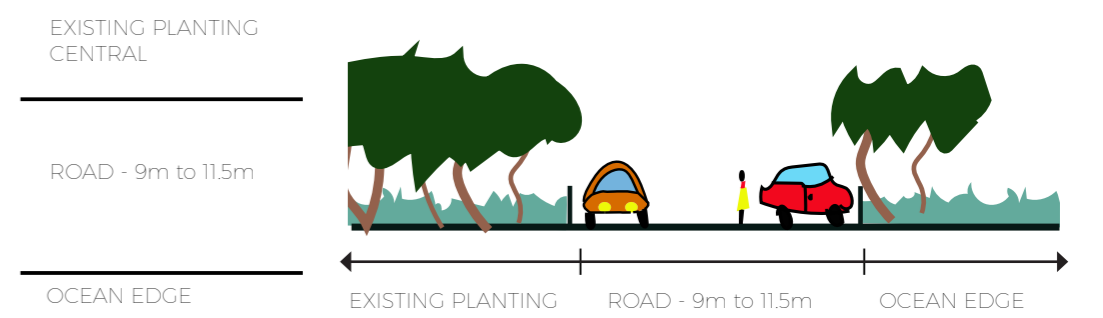 EXISTING PLANTING
CENTRAL
ROAD - 9m to 11.5m
OCEAN EDGE
EXISTING PLANTING
ROAD - 9m to 11.5m
OCEAN EDGE